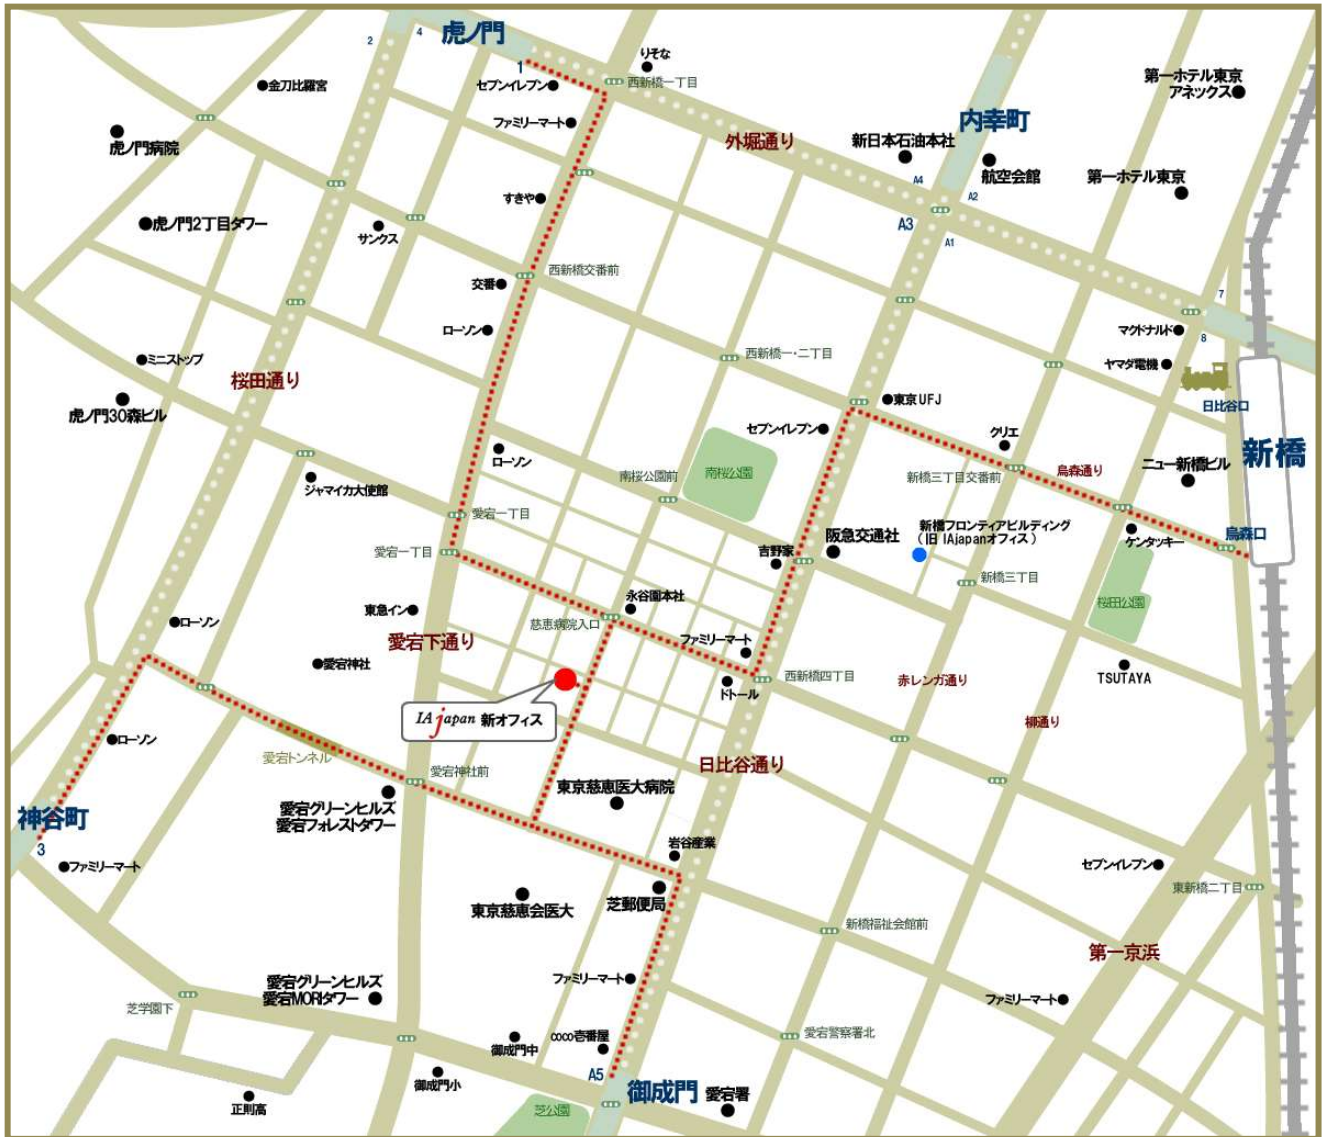 虎ノ門
2
4
1
りそな
西新橋一丁目
セブンイレブン
金刀比羅宮
第一ホテル東京
アネックス
ファミリーマート
内幸町
虎ノ門病院
外堀通り
新日本石油本社
航空会館
第一ホテル東京
A4
A2
すきや
虎ノ門2丁目タワー
サンクス
A3
A1
西新橋交番前
交番
7
ローソン
マクドナルド
8
西新橋一・二丁目
ミニストップ
ヤマダ電機
桜田通り
虎ノ門30森ビル
東京UFJ
日比谷口
セブンイレブン
クリエ
新橋
ローソン
南桜公園前
南桜公園
新橋三丁目交番前
烏森通り
ニュー新橋ビル
ジャマイカ大使館
愛宕一丁目
新橋フロンティアビルディング
(旧 IAjapanオフィス)
烏森口
愛宕一丁目
吉野家
阪急交通社
ケンタッキー
新橋三丁目
東急イン
永谷園本社
桜田公園
ローソン
慈恵病院入口
愛宕下通り
ファミリーマート
愛宕神社
西新橋四丁目
赤レンガ通り
TSUTAYA
ドトール
IAjapan 新オフィス
柳通り
ローソン
愛宕トンネル
愛宕神社前
日比谷通り
東京慈恵医大病院
愛宕グリーンヒルズ
愛宕フォレストタワー
神谷町
3
岩谷産業
ファミリーマート
セブンイレブン
東新橋二丁目
東京慈恵会医大
芝郵便局
新橋福祉会館前
第一京浜
愛宕グリーンヒルズ
愛宕MORIタワー
ファミリーマート
ファミリーマート
芝学園下
coco壱番屋
愛宕警察署北
御成門中
A5
御成門小
御成門
愛宕署
正則高
芝公園